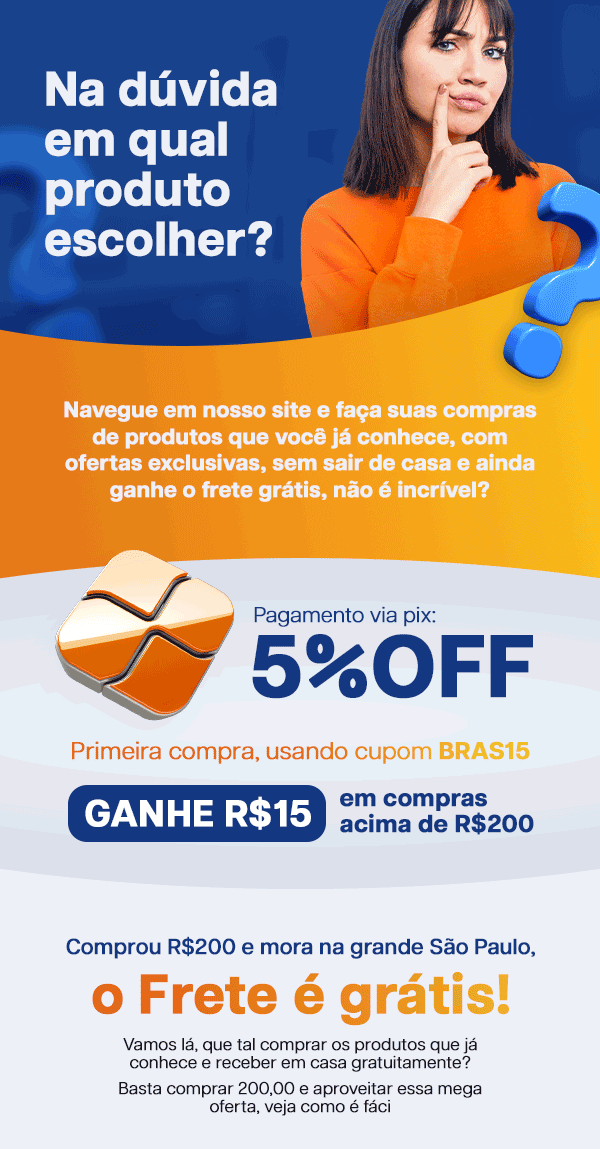 Na dúvida
em qual
produto
escolher?
Navegue em nosso site e faça suas compras
de produtos que você já conhece, com
ofertas exclusivas, sem sair de casa e ainda
ganhe o frete grátis, não é incrível?
Pagamento via pix:
5%OFF
Primeira compra, usando cupom BRAS15
GANHE R$15
em compras
acima de R$200
Comprou R$200 e mora na grande São Paulo,
o Frete é grátis!
Vamos lá, que tal comprar os produtos que já
conhece e receber em casa gratuitamente?
Basta comprar 200,00 e aproveitar essa mega
oferta, veja como é fáci